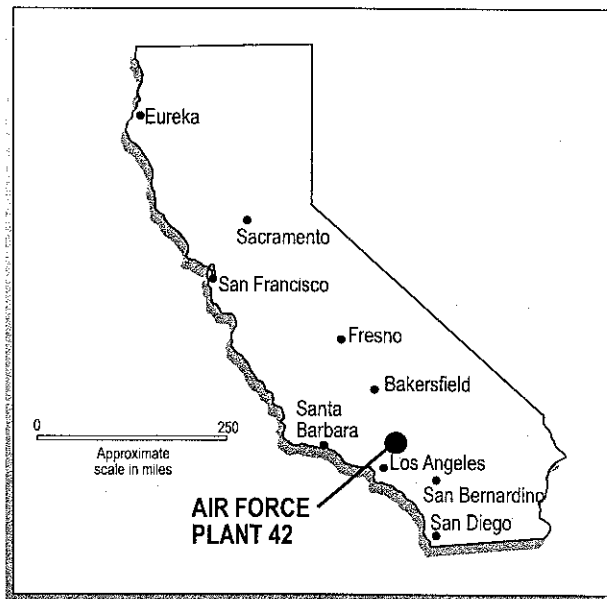 Eureka
Sacramento
San Francisco
Fresno
Bakersfield
Santa
Barbara
0
250
Approximate
scale in miles
Los Angeles
San Bernardino
AIR FORCE
PLANT 42
San Diego